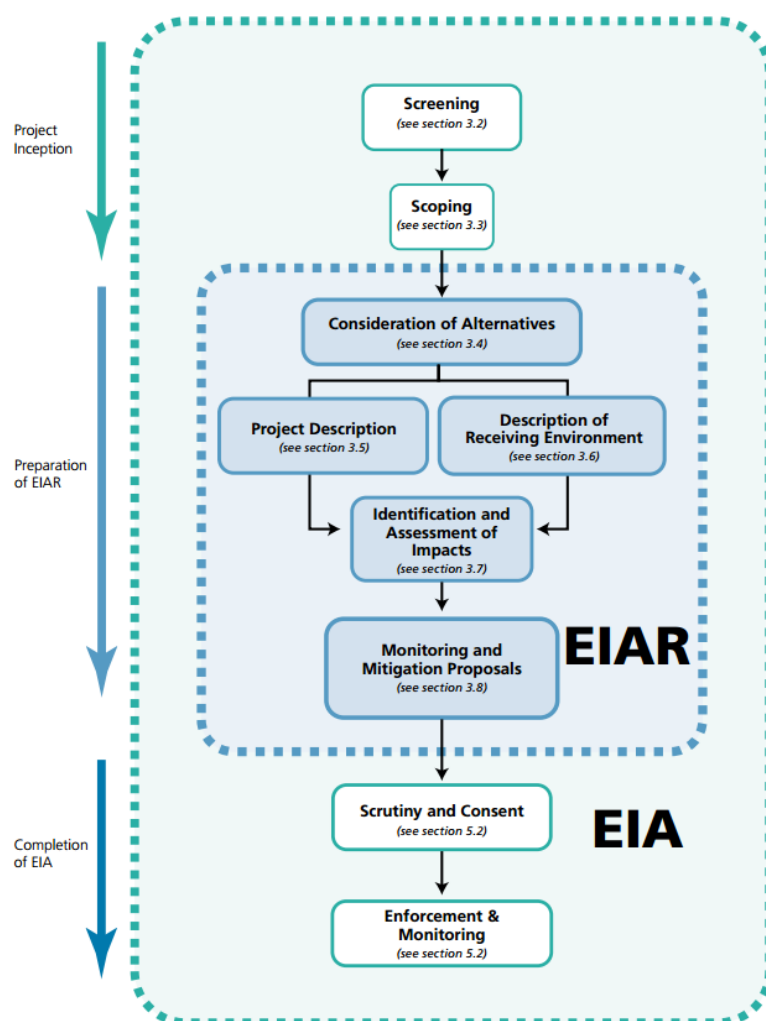 Project
Inception
Screening
(see section 3.2)
Scoping
(see section 3.3)
Preparation
of EIAR
Consideration of Alternatives
(see section 3.4)
Project Description
(see section 3.5)
Description of
Receiving Environment
(see section 3.6)
Identification and
Assessment of
Impacts
(see section 3.7)
Monitoring and
Mitigation Proposals
(see section 3.8)
EIAR
Completion
of EIA
Scrutiny and Consent
(see section 5.2)
EIA
Enforcement &
Monitoring
(see section 5.2)